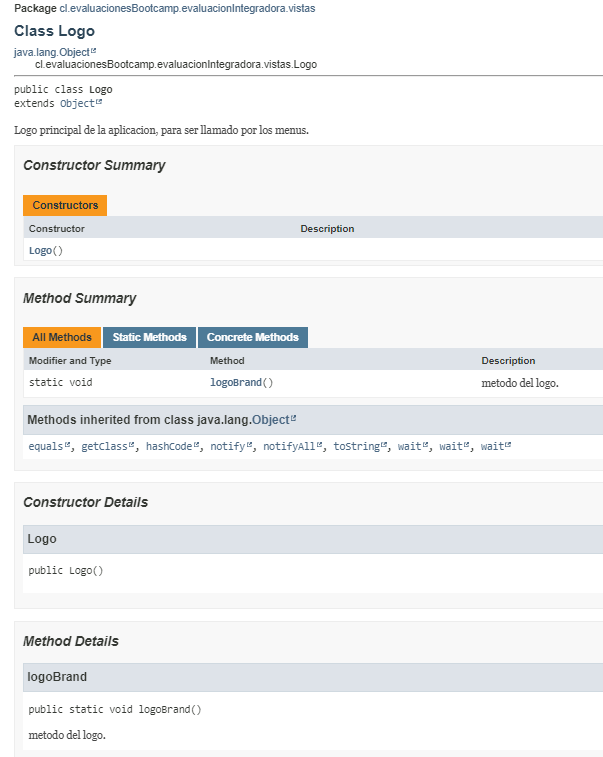 Package cl.evaluacionesBootcamp.evaluacionIntegradora.vistas
Class Logo
java.lang.Object
cl.evaluacionesBootcamp.evaluacionIntegradora.vistas.Logo
public class Logo
extends Object
Logo principal de la aplicacion, para ser llamado por los menus.
Constructor Summary
Constructors
Constructor Description
Logo()
Method Summary
All Methods Static Methods Concrete Methods
Modifier and Type Method Description
static void logoBrand() metodo del logo.
Methods inherited from class java.lang.Object
equals, getClass, hashCode, notify, notifyAll, toString, wait, wait, wait
Constructor Details
Logo
public Logo()
Method Details
logoBrand
public static void logoBrand()
metodo del logo.